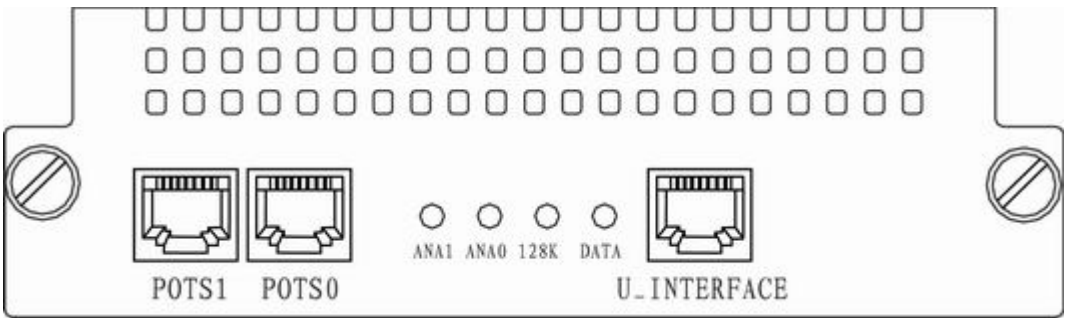 ANA1 ANA0 128K DATA
POTS1 POTS0 U_INTERFACE